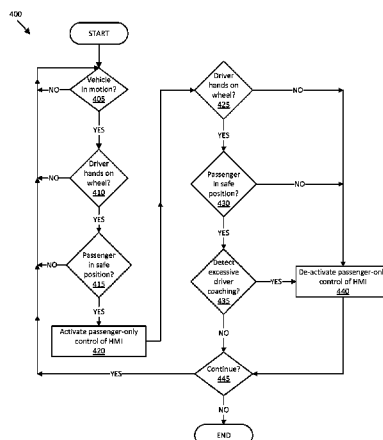 400
START
Vehicle
in motion?
405
NO
YES
Driver
hands on
wheel?
410
NO
YES
Passenger
in safe
position?
415
NO
YES
Activate passenger-only
control of HMI
420
Driver
hands on
wheel?
425
NO
YES
Passenger
in safe
position?
430
NO
YES
Detect
excessive
driver
coaching?
435
YES
NO
De-activate passenger-only
control of HMI
440
Continue?
445
YES
NO
END